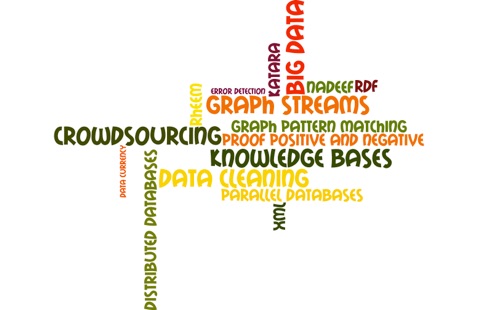 BIG DATA
KATARA
RHEEM
ERROR DETECTION
NADEEF
RDF
GRAPH STREAMS
GRAPH PATTERN MATCHING
CROWDSOURCING
PROOF POSITIVE AND NEGATIVE
KNOWLEDGE BASES
DATA CURRENCY
DISTRIBUTED DATABASES
DATA CLEANING
PARALLEL DATABASES
XML